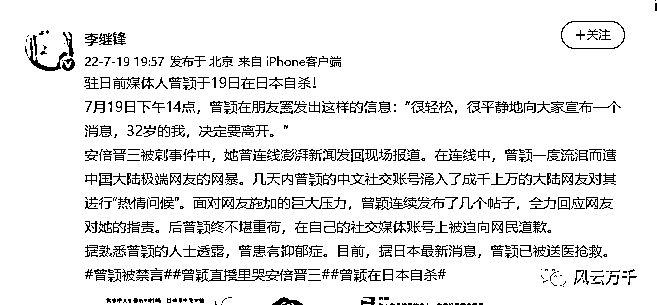 李继锋
+关注
22-7-19 19:57 发布于 北京 来自 iPhone客户端
驻日前媒体人曾颖于19日在日本自杀!
7月19日下午14点，曾颖在朋友圈发出这样的信息：“很轻松，很平静地向大家宣布一个
消息，32岁的我，决定要离开。”
安倍晋三被刺事件中，她曾连线澎湃新闻发回现场报道。在连线中，曾颖一度流泪而遭
中国大陆极端网友的网暴。几天内曾颖的中文社交账号涌入了成千上万的大陆网友对其
进行“热情问候”。面对网友施加的巨大压力，曾颖连续发布了几个帖子，全力回应网友
对她的指责。后曾颖终不堪重荷，在自己的社交媒体账号上被迫向网民道歉。
据熟悉曾颖的人士透露，曾患有抑郁症。目前，据日本最新消息，曾颖已被送医抢救。
#曾颖被禁言##曾颖直播里哭安倍晋三##曾颖在日本自杀#
风云万千